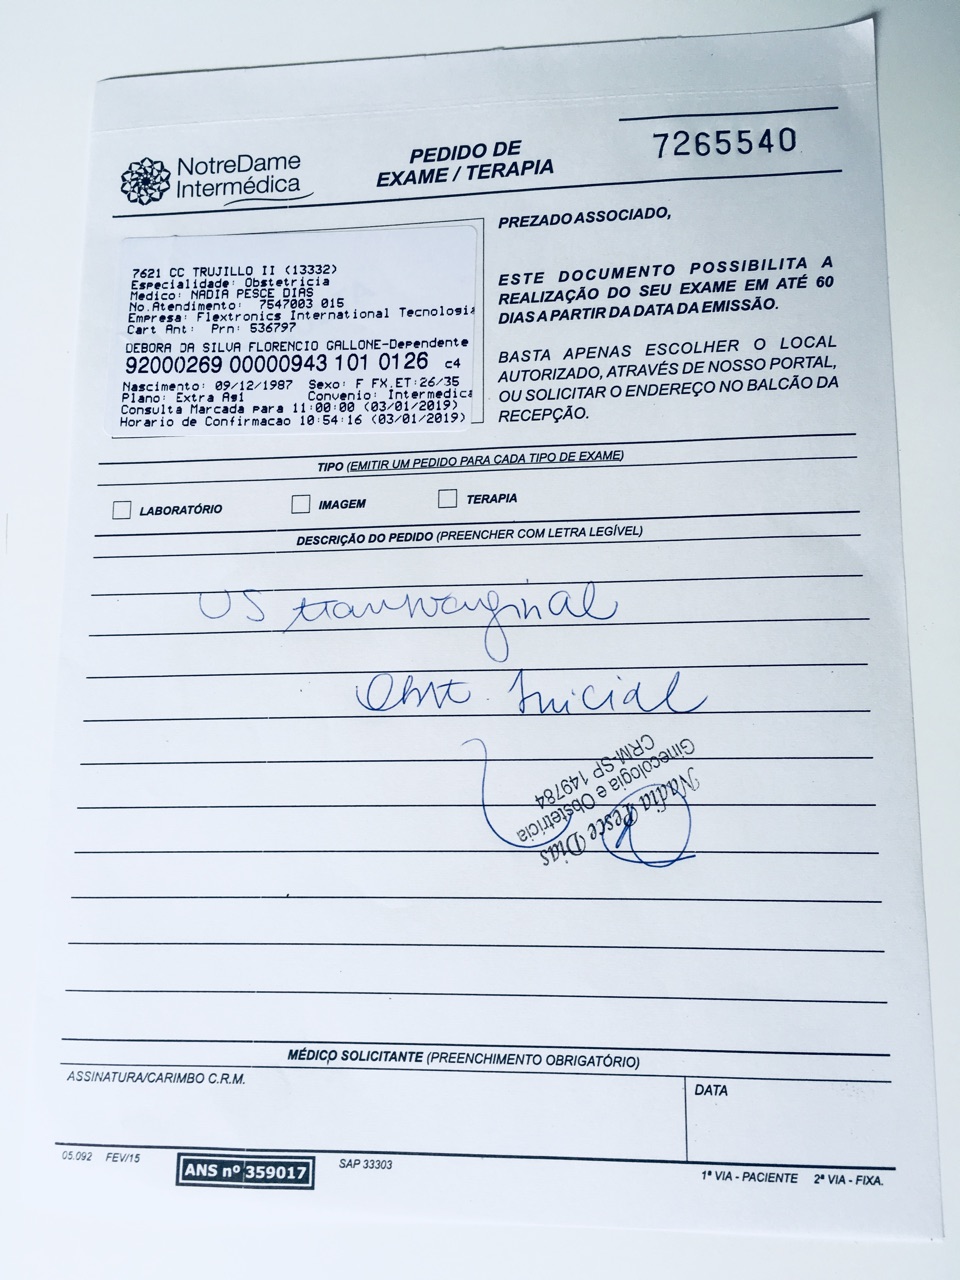 NotreDame
Intermédica
PEDIDO DE
EXAME / TERAPIA
7265540
7621 CC TRUJILLO II (13332)
Especialidade: Obstetricia
Medico: NADIA PESCE DIAS
No.Atendimento: 7547003 015
Empresa: Flextronics International Tecnologia
Cart Ant: Prn: 536797
DEBORA DA SILVA FLORENCIO GALLONE-Dependente
92000269 00000943 101 0126 c4
Nascimento: 09/12/1987 Sexo: F FX.ET:26/35
Plano: Extra Ag1 Convenio: Intermedica
Consulta Marcada para 11:00:00 (03/01/2019)
Horario de Confirmacao 10:54:16 (03/01/2019)
PREZADO ASSOCIADO,
ESTE DOCUMENTO POSSIBILITA A
REALIZAÇÃO DO SEU EXAME EM ATÉ 60
DIAS A PARTIR DA DATA DA EMISSÃO.
BASTA APENAS ESCOLHER O LOCAL
AUTORIZADO, ATRAVÉS DE NOSSO PORTAL,
OU SOLICITAR O ENDEREÇO NO BALCÃO DA
RECEPÇÃO.
TIPO (EMITIR UM PEDIDO PARA CADA TIPO DE EXAME)
LABORATÓRIO IMAGEM TERAPIA
DESCRIÇÃO DO PEDIDO (PREENCHER COM LETRA LEGÍVEL)
US transvaginal
Obst. Inicial
Nadia Pesce Dias
Ginecologia e Obstetrícia
CRM-SP 149784
MÉDICO SOLICITANTE (PREENCHIMENTO OBRIGATÓRIO)
ASSINATURA/CARIMBO C.R.M.
DATA
05.092 FEV/15
ANS nº 359017
SAP 33303
1ª VIA - PACIENTE 2ª VIA - FIXA.